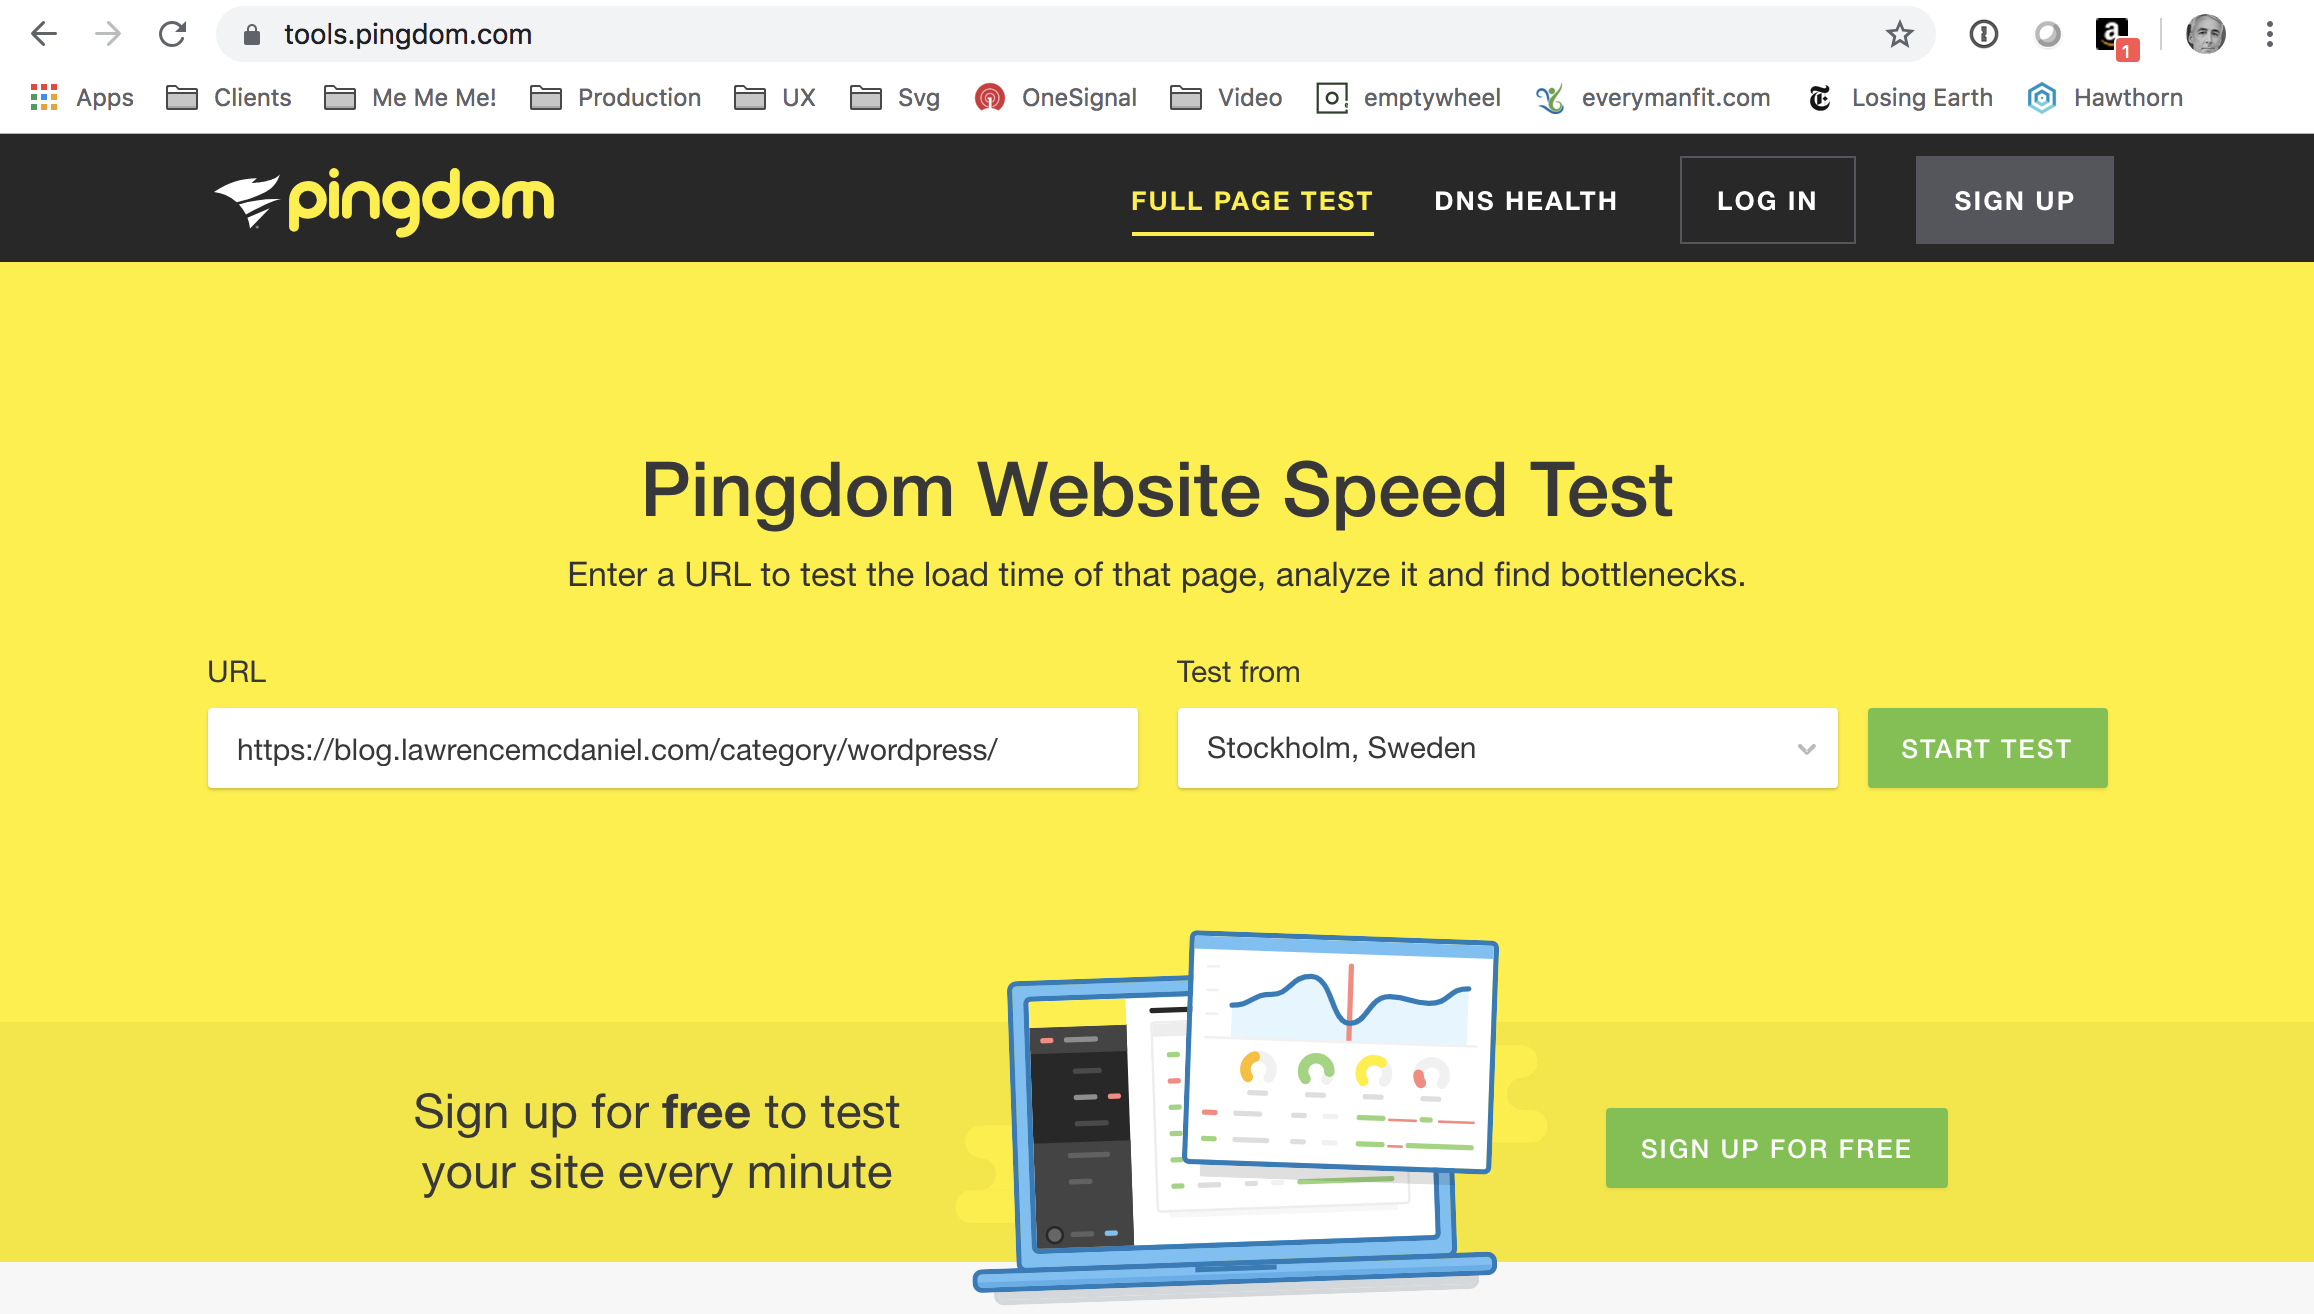 tools.pingdom.com
a
1
Apps Clients Me Me Me! Production UX Svg OneSignal Video emptywheel everymanfit.com Losing Earth Hawthorn
pingdom FULL PAGE TEST DNS HEALTH LOG IN SIGN UP
Pingdom Website Speed Test
Enter a URL to test the load time of that page, analyze it and find bottlenecks.
URL Test from
https://blog.lawrencemcdaniel.com/category/wordpress/ Stockholm, Sweden START TEST
Sign up for free to test
your site every minute
SIGN UP FOR FREE